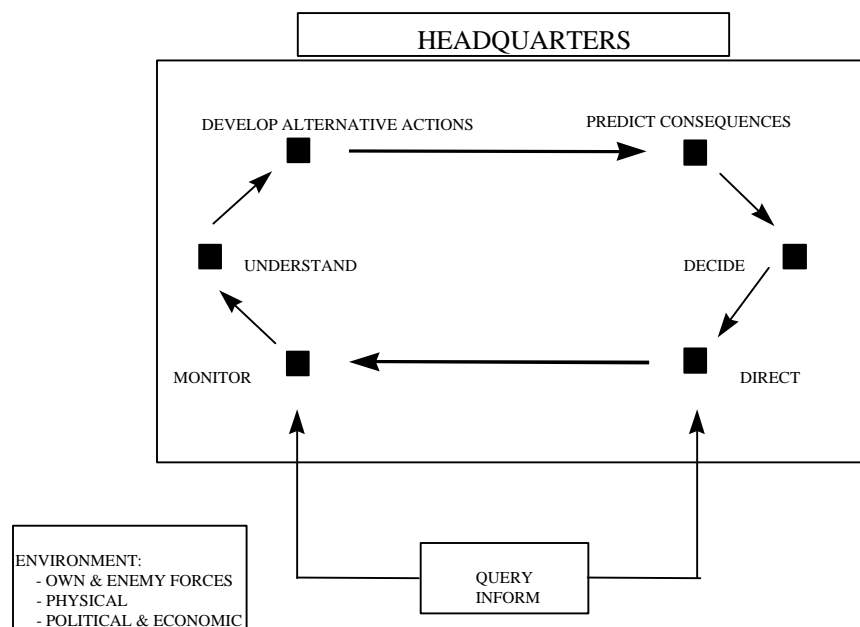 HEADQUARTERS
DEVELOP ALTERNATIVE ACTIONS
PREDICT CONSEQUENCES
UNDERSTAND
DECIDE
MONITOR
DIRECT
ENVIRONMENT:
- OWN & ENEMY FORCES
- PHYSICAL
- POLITICAL & ECONOMIC
QUERY
INFORM